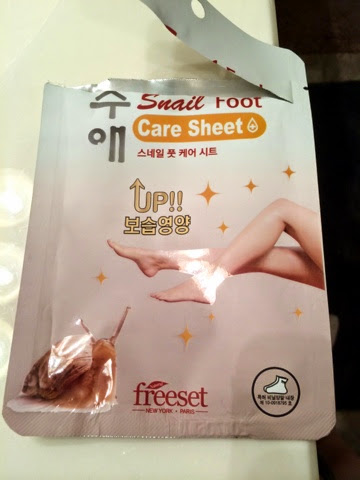 수애
Snail Foot
Care Sheet
스네일 풋 케어 시트
UP!!
보습영양
freeset
NEW YORK • PARIS